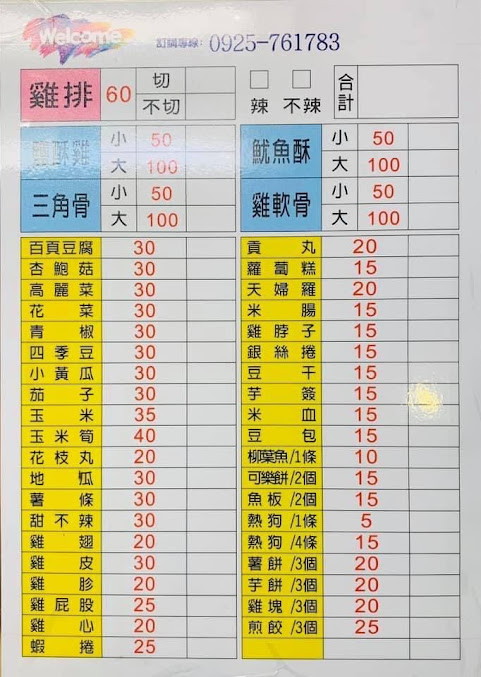 Welcome
訂購專線: 0925-761783
雞排 60 切 不切
辣 不辣 合計
鹽酥雞 小 50 大 100
魷魚酥 小 50 大 100
三角骨 小 50 大 100
雞軟骨 小 50 大 100
百頁豆腐 30
杏鮑菇 30
高麗菜 30
花菜 30
青椒 30
四季豆 30
小黃瓜 30
茄子 30
玉米 35
玉米筍 40
花枝丸 20
地瓜 30
薯條 30
甜不辣 30
雞翅 20
雞皮 30
雞胗 20
雞屁股 25
雞心 20
蝦捲 25
貢丸 20
蘿蔔糕 15
天婦羅 20
米腸 15
雞脖子 15
銀絲捲 15
豆干 15
芋簽 15
米血 15
豆包 15
柳葉魚/1條 10
可樂餅/2個 15
魚板/2個 15
熱狗/1條 5
熱狗/4條 15
薯餅/3個 20
芋餅/3個 20
雞塊/3個 20
煎餃/3個 25